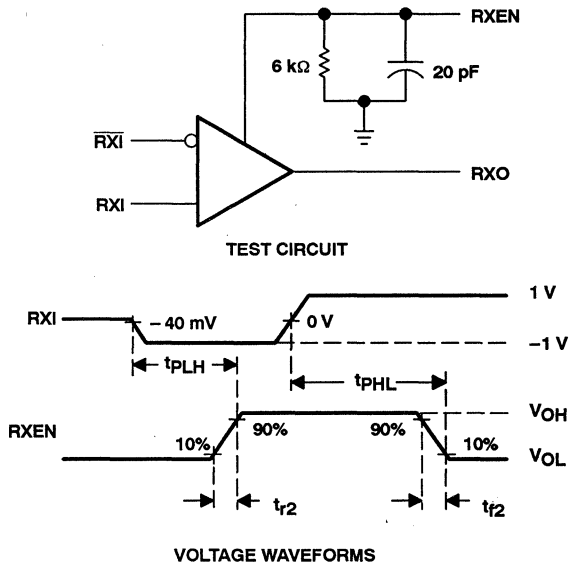 RXEN
6 kΩ
20 pF
RXI
RXO
RXI
TEST CIRCUIT
1 V
RXI
– 40 mV
0 V
–1 V
tPLH
tPHL
VOH
RXEN
10%
90%
90%
10%
VOL
tr2
tf2
VOLTAGE WAVEFORMS